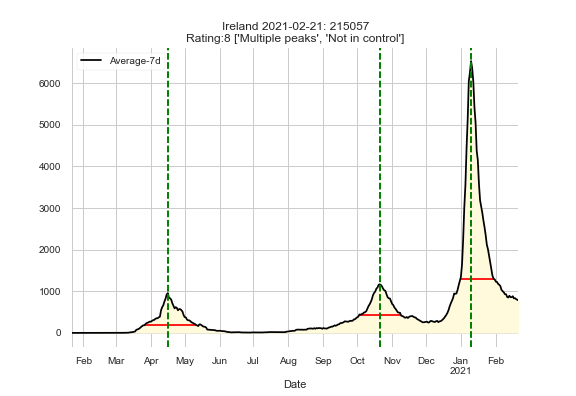 Ireland 2021-02-21: 215057
Rating:8 ['Multiple peaks', 'Not in control']
Average-7d
6000
5000
4000
3000
2000
1000
0
Feb Mar Apr May Jun Jul Aug Sep Oct Nov Dec Jan Feb
2021
Date